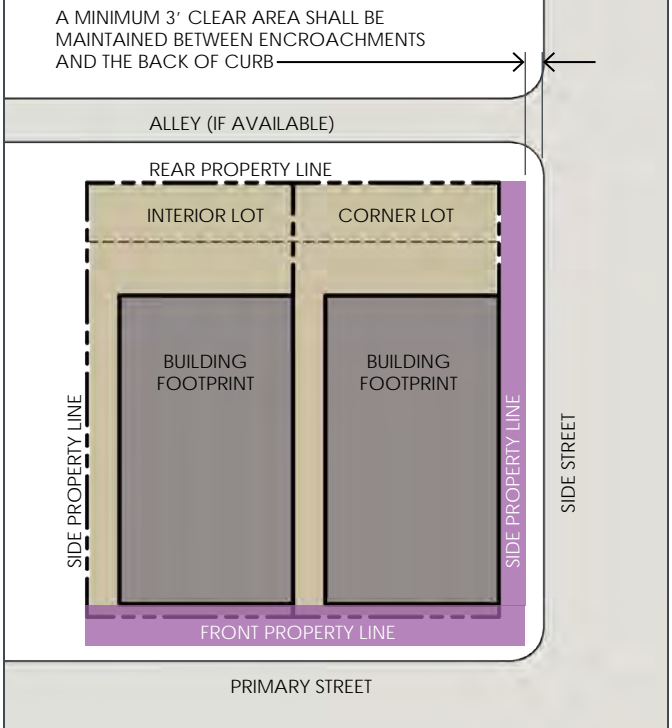 A MINIMUM 3' CLEAR AREA SHALL BE
MAINTAINED BETWEEN ENCROACHMENTS
AND THE BACK OF CURB
ALLEY (IF AVAILABLE)
REAR PROPERTY LINE
INTERIOR LOT
CORNER LOT
BUILDING
FOOTPRINT
BUILDING
FOOTPRINT
SIDE PROPERTY LINE
SIDE PROPERTY LINE
SIDE STREET
FRONT PROPERTY LINE
PRIMARY STREET